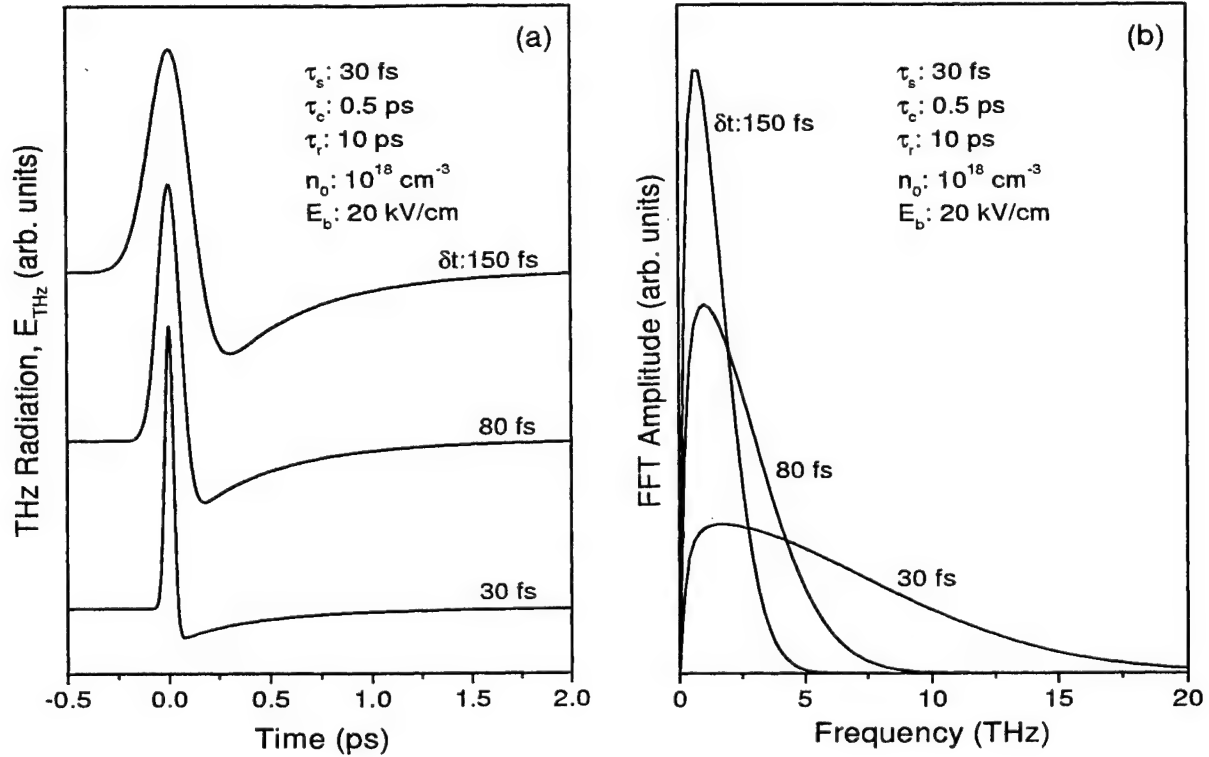 (a)
τs: 30 fs
τc: 0.5 ps
τr: 10 ps
n0: 10^18 cm^-3
Eb: 20 kV/cm
δt:150 fs
80 fs
30 fs
THz Radiation, E_THz (arb. units)
-0.5 0.0 0.5 1.0 1.5 2.0
Time (ps)
(b)
τs: 30 fs
τc: 0.5 ps
τr: 10 ps
n0: 10^18 cm^-3
Eb: 20 kV/cm
δt:150 fs
80 fs
30 fs
FFT Amplitude (arb. units)
0 5 10 15 20
Frequency (THz)